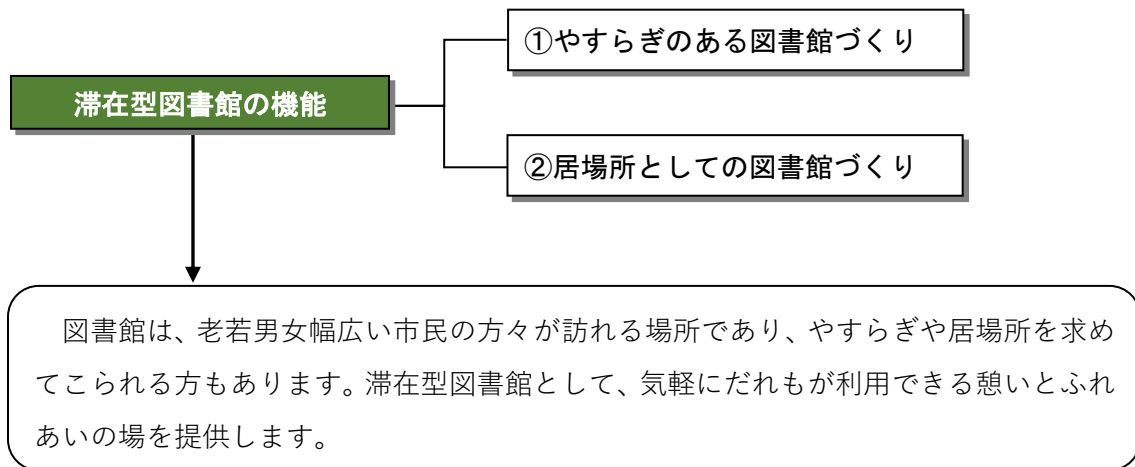 ①やすらぎのある図書館づくり
滞在型図書館の機能
②居場所としての図書館づくり
図書館は、老若男女幅広い市民の方々が訪れる場所であり、やすらぎや居場所を求め
てこられる方もあります。滞在型図書館として、気軽にだれもが利用できる憩いとふれ
あいの場を提供します。